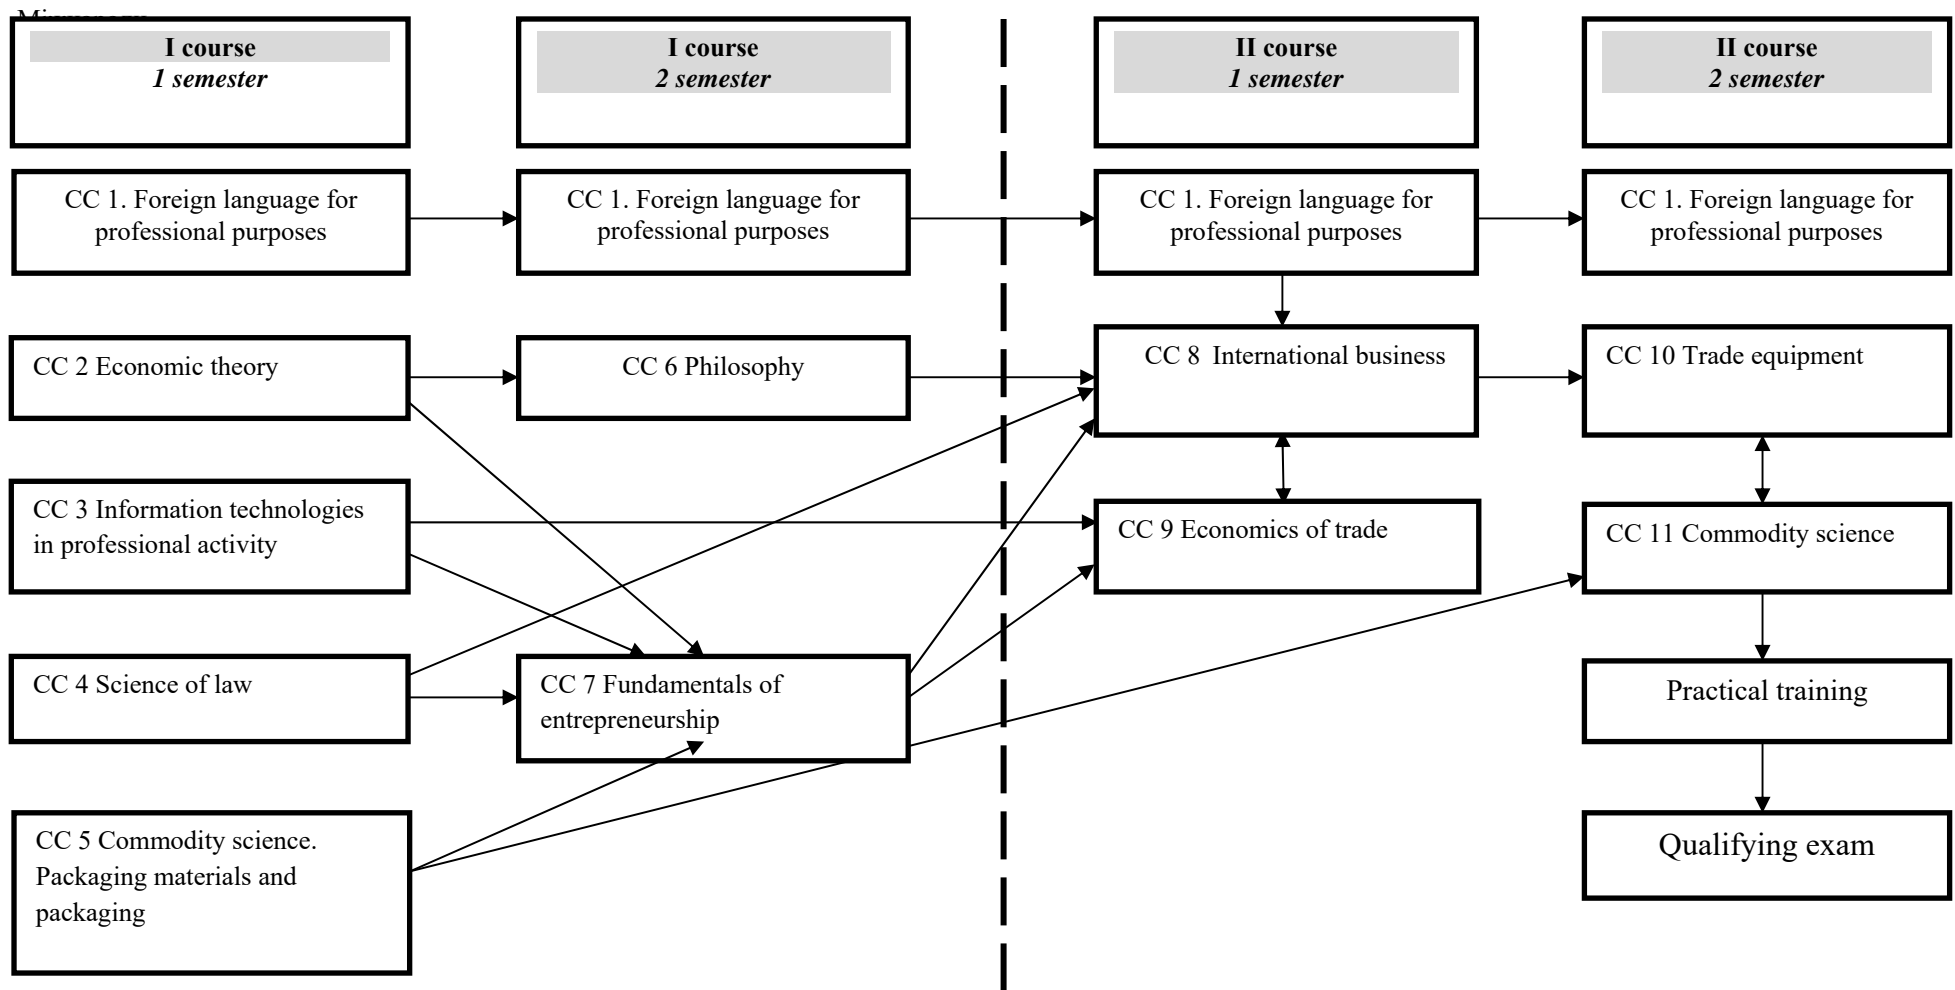 I course
1 semester
I course
2 semester
II course
1 semester
II course
2 semester
CC 1. Foreign language for
professional purposes
CC 1. Foreign language for
professional purposes
CC 1. Foreign language for
professional purposes
CC 1. Foreign language for
professional purposes
CC 2 Economic theory
CC 6 Philosophy
CC 8 International business
CC 10 Trade equipment
CC 3 Information technologies
in professional activity
CC 9 Economics of trade
CC 11 Commodity science
CC 4 Science of law
CC 7 Fundamentals of
entrepreneurship
Practical training
CC 5 Commodity science.
Packaging materials and
packaging
Qualifying exam